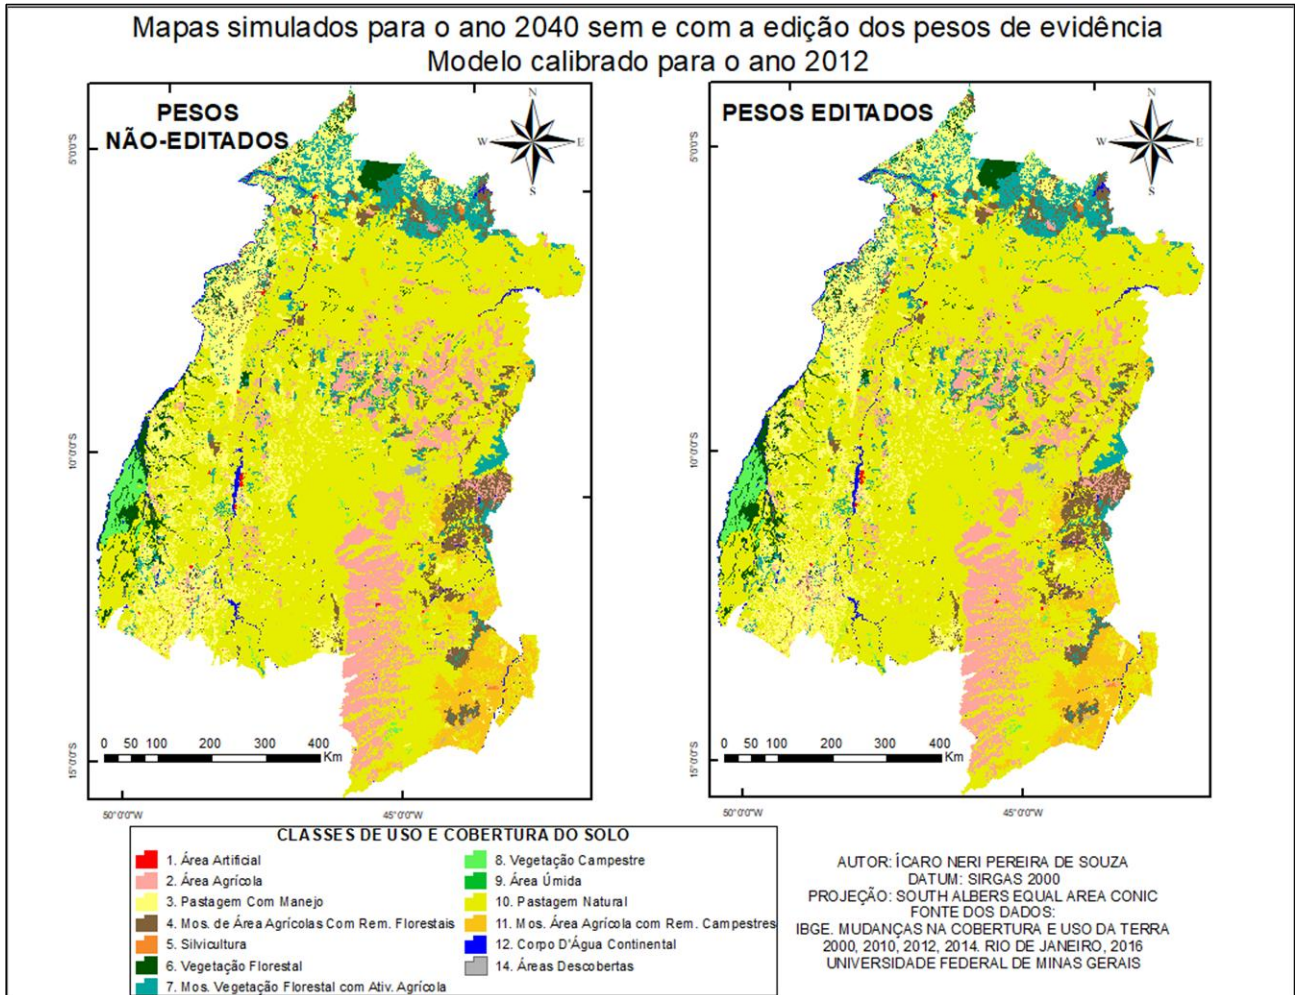 Mapas simulados para o ano 2040 sem e com a edição dos pesos de evidência
Modelo calibrado para o ano 2012
PESOS
NÃO-EDITADOS
N
W
E
S
5°0'0"S
10°0'0"S
15°0'0"S
0 50 100 200 300 400
Km
50°0'0"W
45°0'0"W
PESOS EDITADOS
N
W
E
S
5°0'0"S
10°0'0"S
15°0'0"S
0 50 100 200 300 400
Km
50°0'0"W
45°0'0"W
CLASSES DE USO E COBERTURA DO SOLO
1. Área Artificial
2. Área Agrícola
3. Pastagem Com Manejo
4. Mos. de Área Agrícolas Com Rem. Florestais
5. Silvicultura
6. Vegetação Florestal
7. Mos. Vegetação Florestal com Ativ. Agrícola
8. Vegetação Campestre
9. Área Úmida
10. Pastagem Natural
11. Mos. Área Agrícola com Rem. Campestres
12. Corpo D'Água Continental
14. Áreas Descobertas
AUTOR: ÍCARO NERI PEREIRA DE SOUZA
DATUM: SIRGAS 2000
PROJEÇÃO: SOUTH ALBERS EQUAL AREA CONIC
FONTE DOS DADOS:
IBGE. MUDANÇAS NA COBERTURA E USO DA TERRA
2000, 2010, 2012, 2014. RIO DE JANEIRO, 2016
UNIVERSIDADE FEDERAL DE MINAS GERAIS